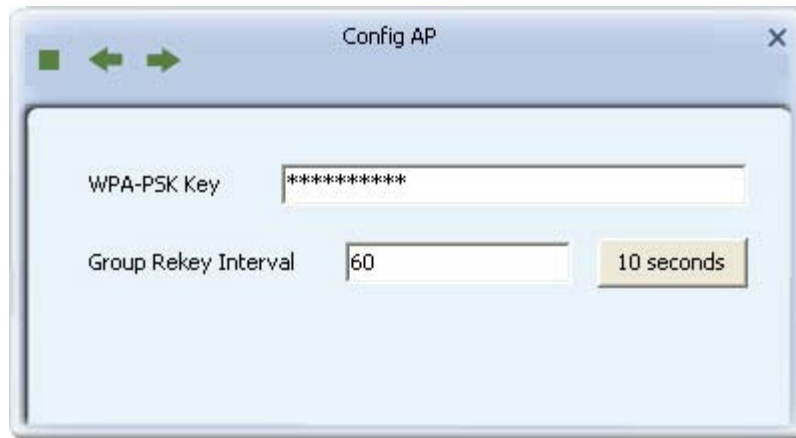 Config AP
WPA-PSK Key
**********
Group Rekey Interval
60
10 seconds